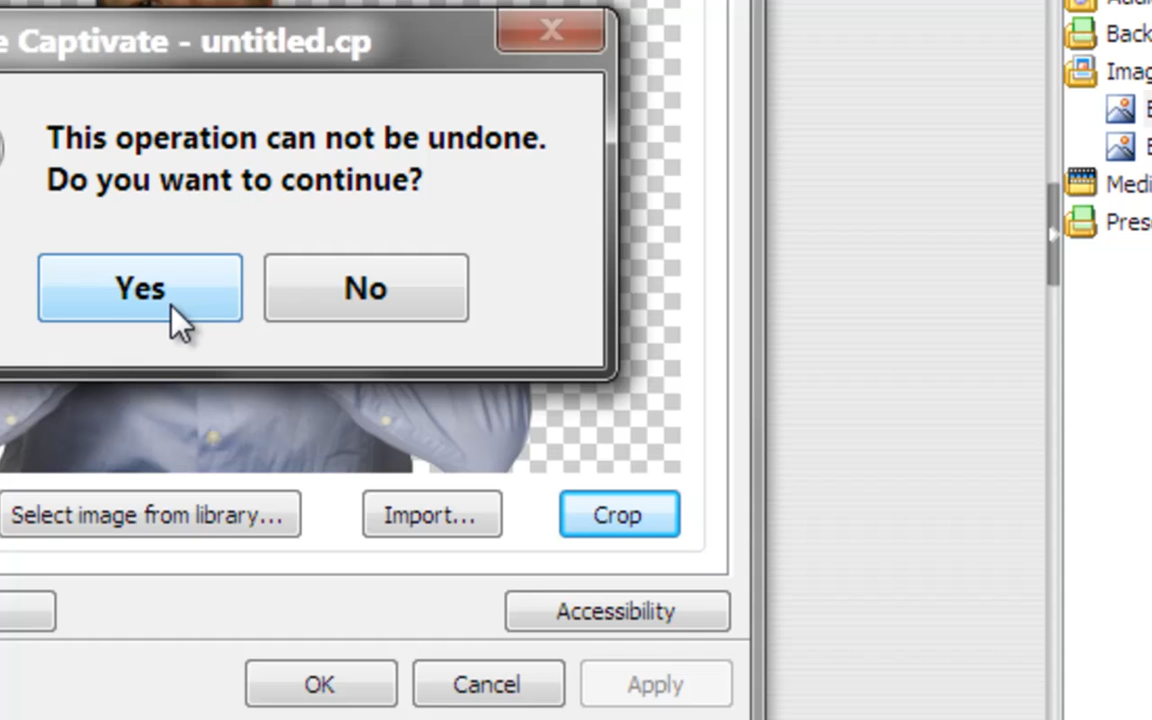 e Captivate - untitled.cp
This operation can not be undone.
Do you want to continue?
Yes
No
Select image from library...
Import...
Crop
Accessibility
OK
Cancel
Apply
Back
Imag
Medi
Pres